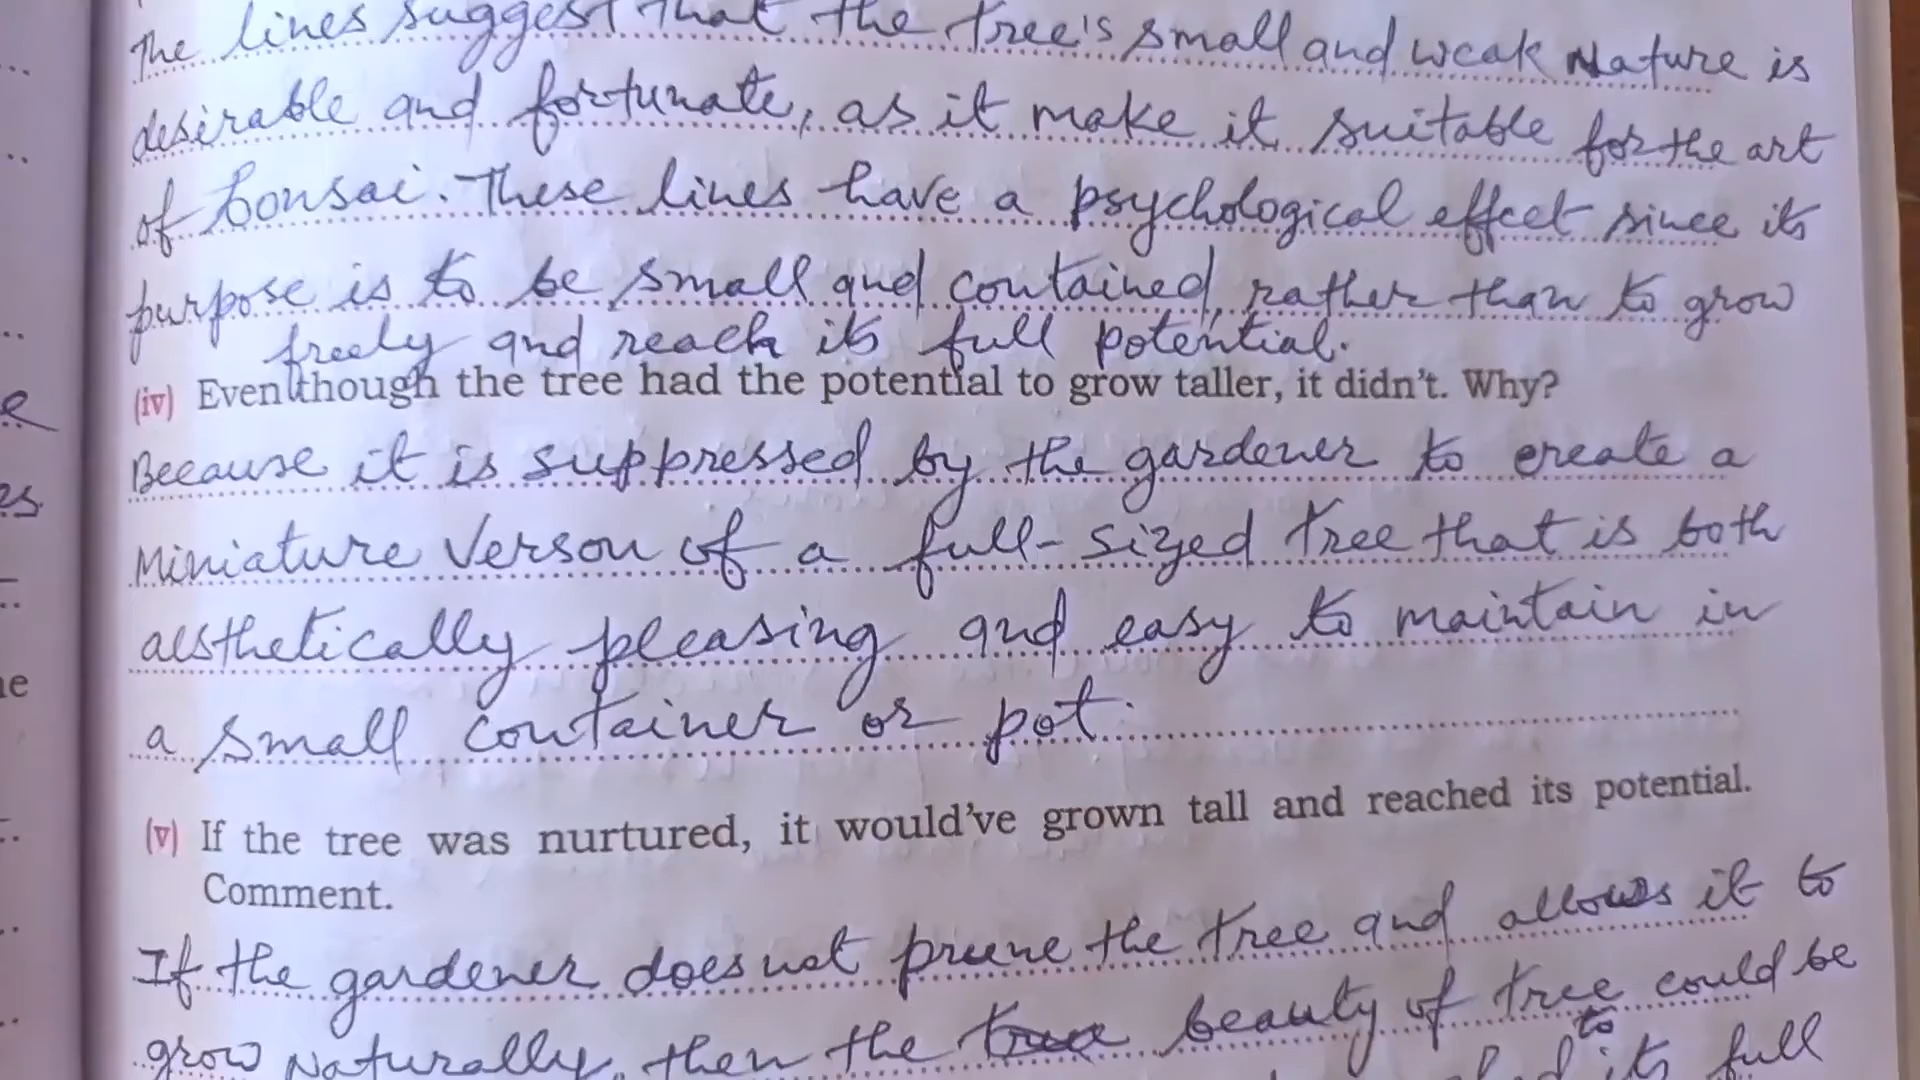 The lines suggest that the tree's small and weak Nature is
desirable and fortunate, as it make it suitable for the art
of bonsai. These lines have a psychological effect since its
purpose is to be small and contained, rather than to grow
freely and reach its full potential.
(iv) Even though the tree had the potential to grow taller, it didn't. Why?
Because it is suppressed by the gardener to create a
Miniature Verson of a full-sized tree that is both
aesthetically pleasing and easy to maintain in
a small container or pot.
(v) If the tree was nurtured, it would've grown tall and reached its potential.
Comment.
If the gardener does not prune the tree and allows it to
grow Naturally, then the beauty of tree could be
to
its full